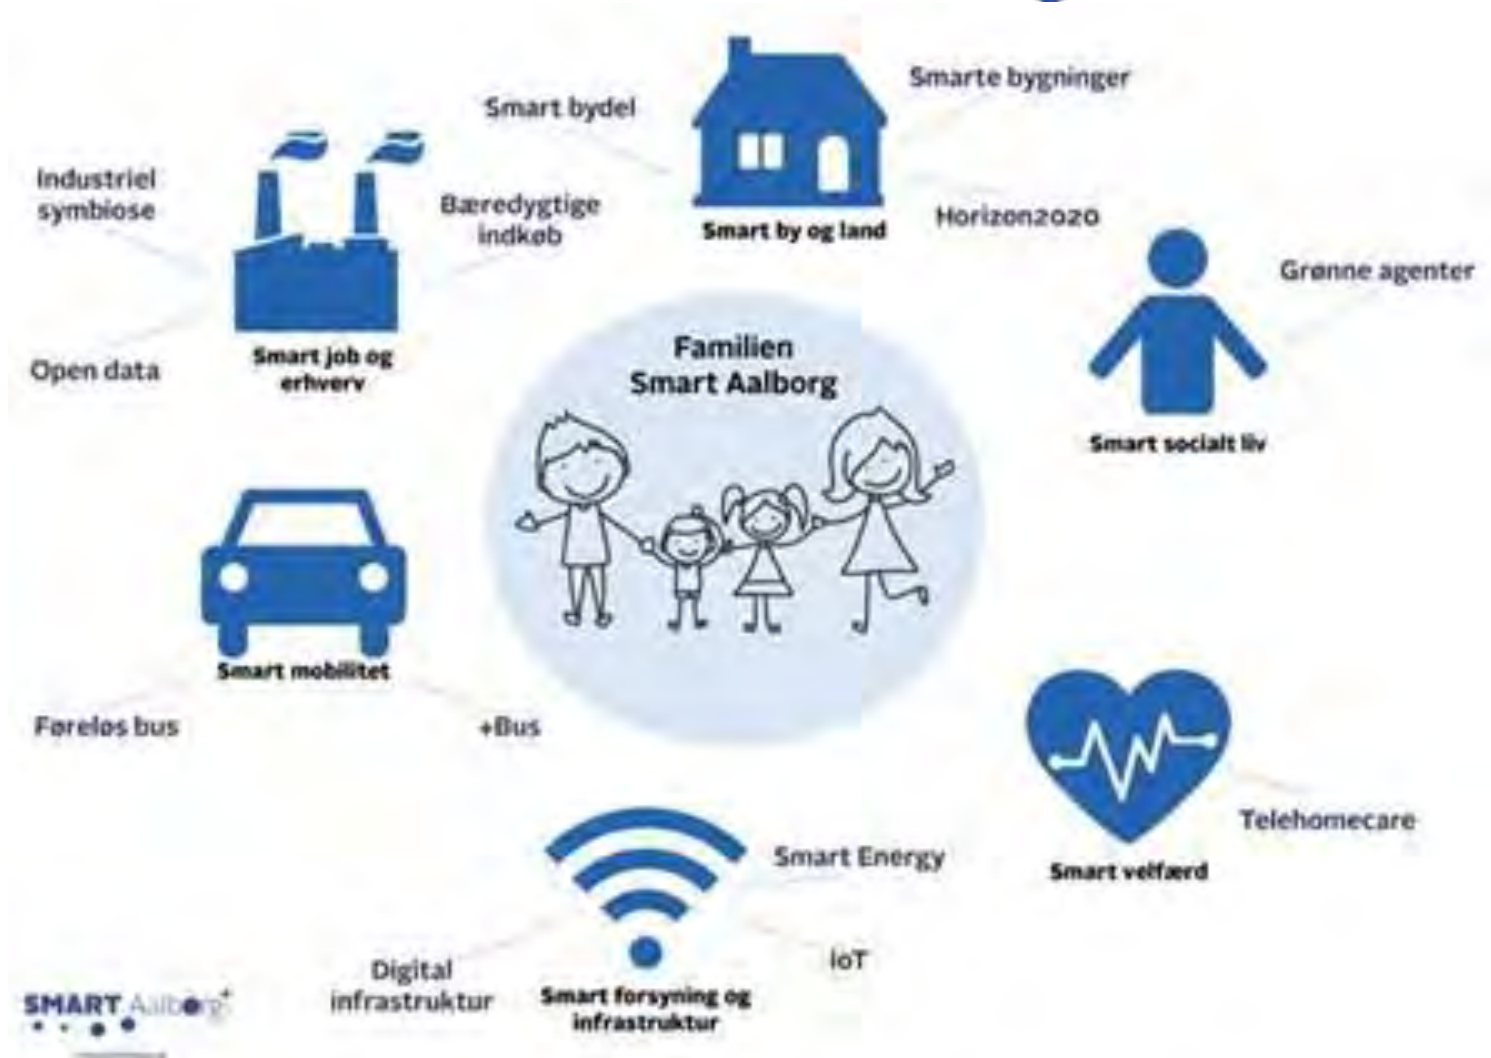 Smart bydel
Smarte bygninger
Horizon2020
Smart by og land
Industriel
symbiose
Bæredygtige
indkøb
Open data
Smart job og
erhverv
Grønne agenter
Smart socialt liv
Familien
Smart Aalborg
Smart mobilitet
Føreløs bus
+Bus
Telehomecare
Smart velfærd
Smart Energy
IoT
Digital
infrastruktur
Smart forsyning og
infrastruktur
SMART Aalborg+